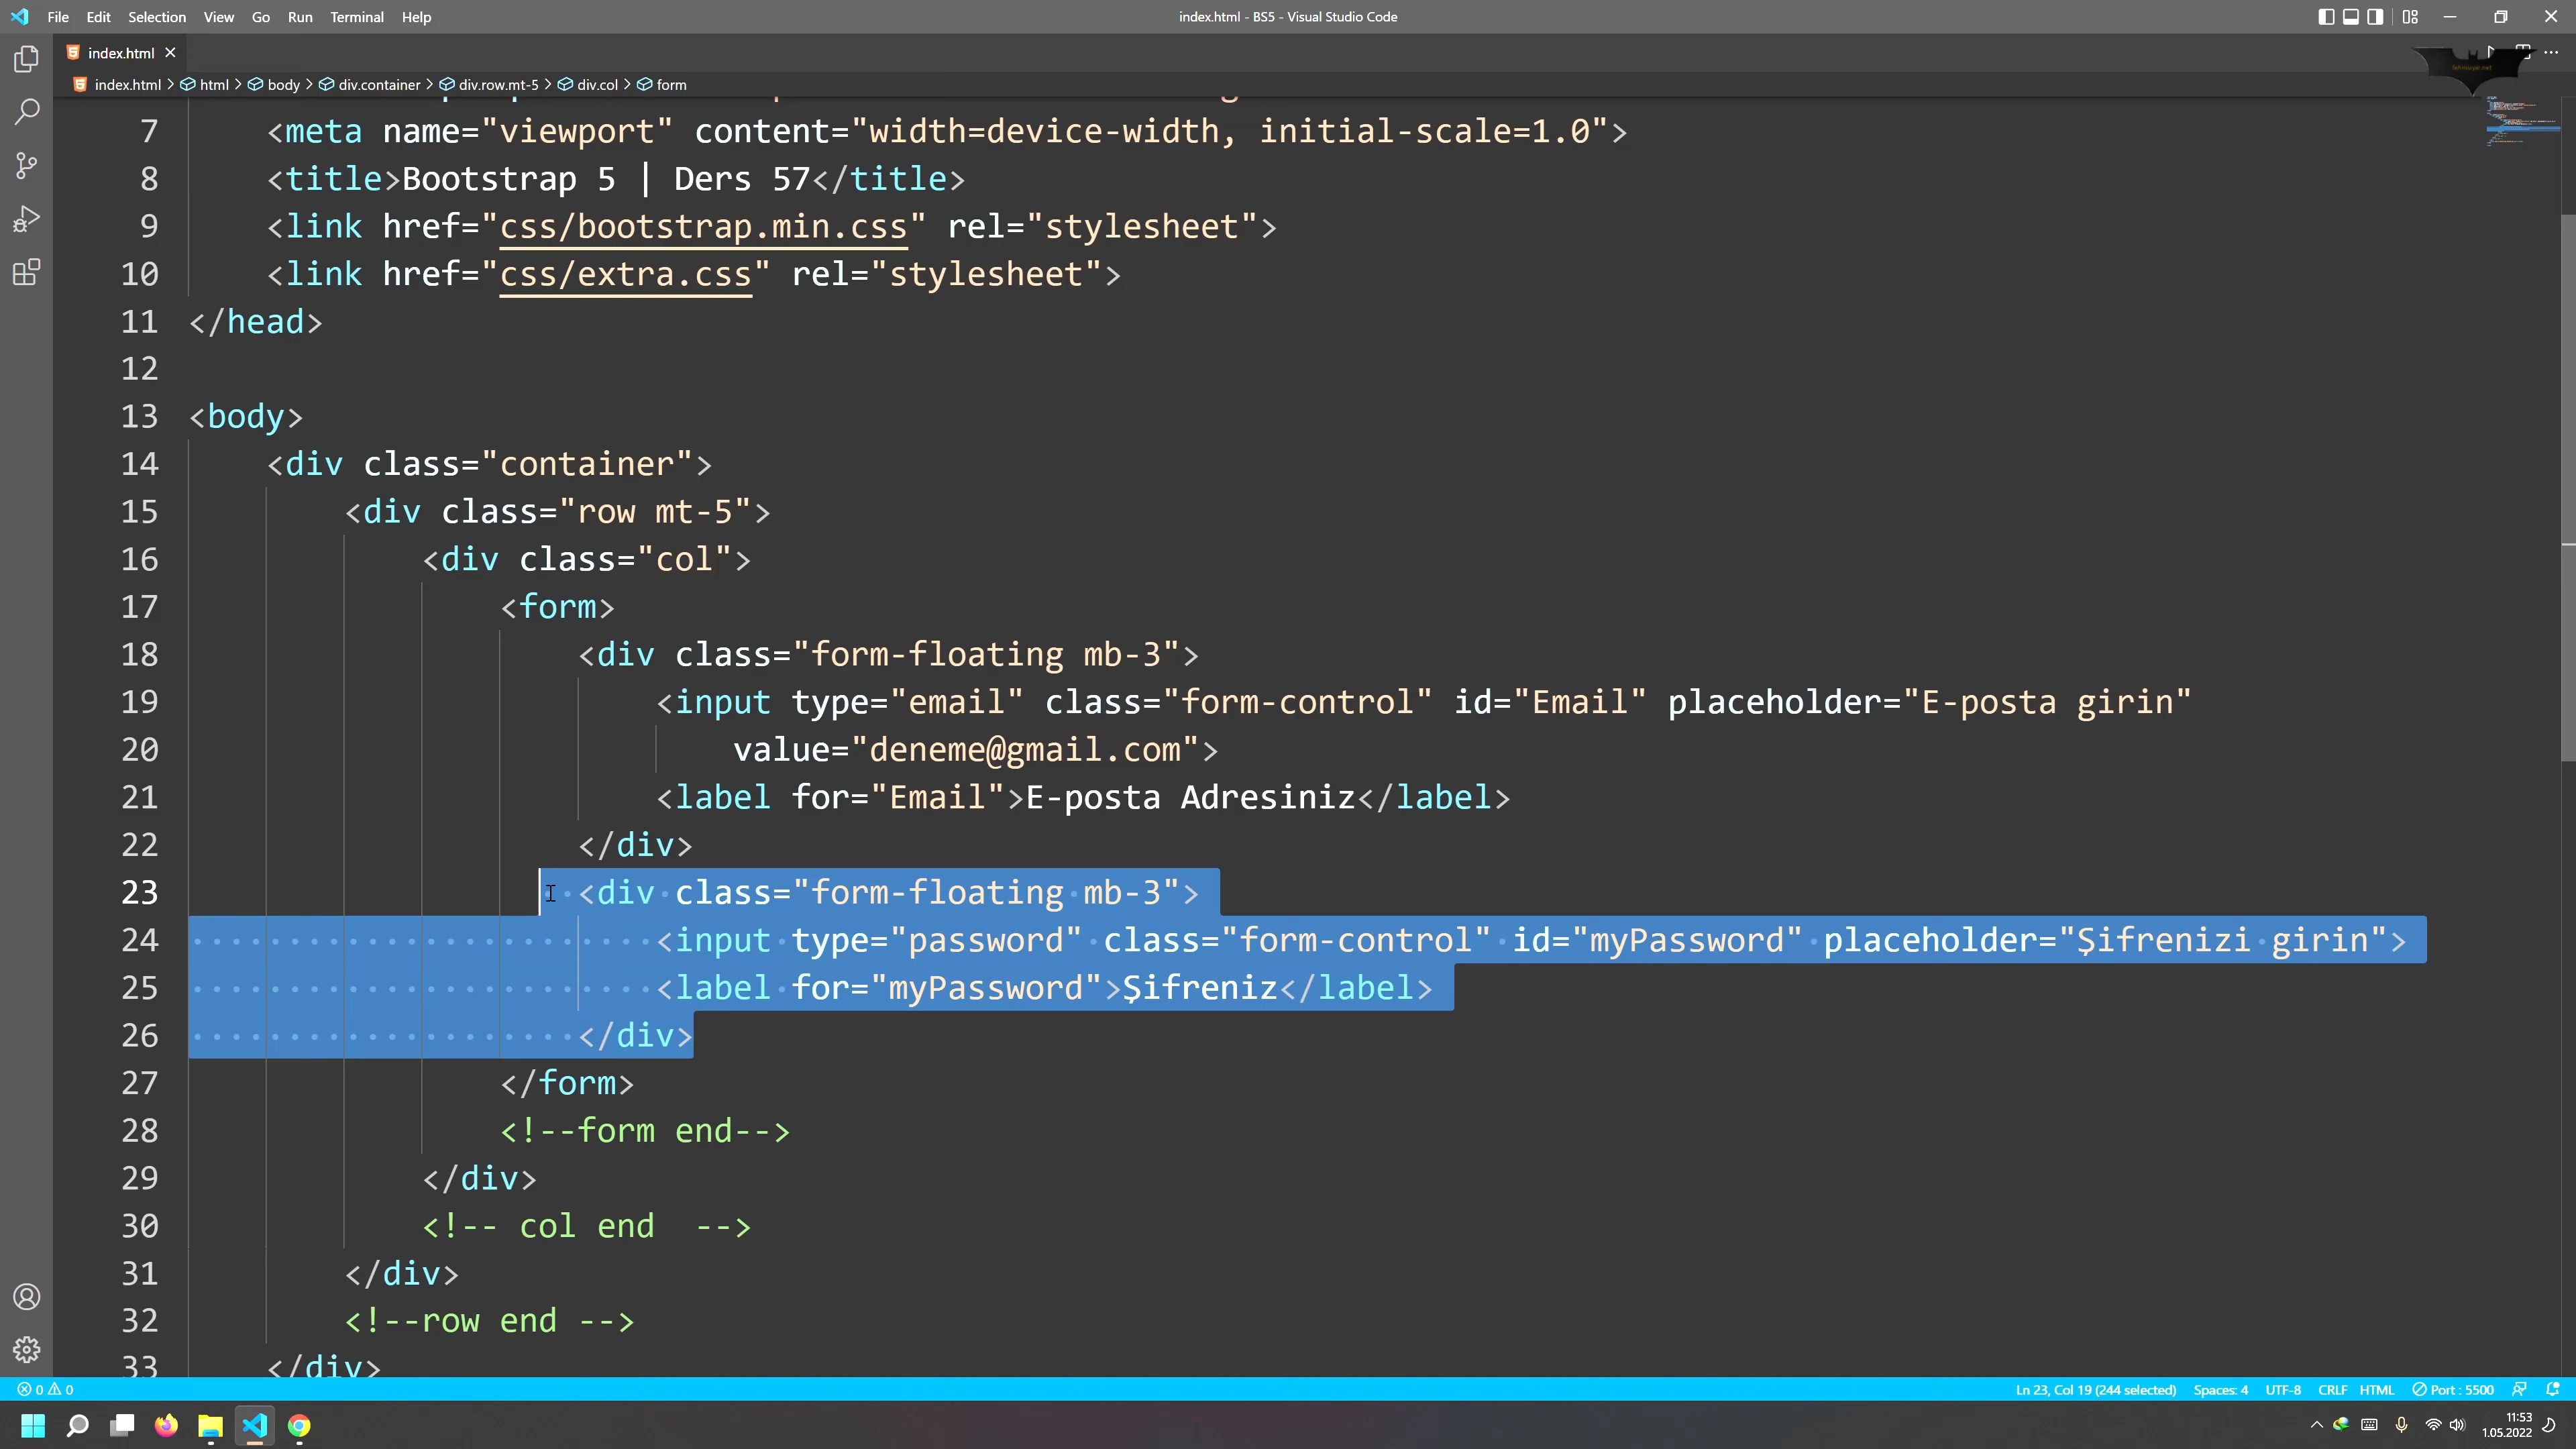 File Edit Selection View Go Run Terminal Help
index.html - BS5 - Visual Studio Code
index.html
index.html > html > body > div.container > div.row.mt-5 > div.col > form
7 <meta name="viewport" content="width=device-width, initial-scale=1.0">
8 <title>Bootstrap 5 | Ders 57</title>
9 <link href="css/bootstrap.min.css" rel="stylesheet">
10 <link href="css/extra.css" rel="stylesheet">
11 </head>
12
13 <body>
14 <div class="container">
15 <div class="row mt-5">
16 <div class="col">
17 <form>
18 <div class="form-floating mb-3">
19 <input type="email" class="form-control" id="Email" placeholder="E-posta girin"
20 value="deneme@gmail.com">
21 <label for="Email">E-posta Adresiniz</label>
22 </div>
23 <div class="form-floating mb-3">
24 <input type="password" class="form-control" id="myPassword" placeholder="Şifrenizi girin">
25 <label for="myPassword">Şifreniz</label>
26 </div>
27 </form>
28 <!--form end-->
29 </div>
30 <!-- col end  -->
31 </div>
32 <!--row end -->
33 </div>
0 0 Ln 23, Col 19 (244 selected) Spaces: 4 UTF-8 CRLF HTML Port : 5500
11:53
1.05.2022